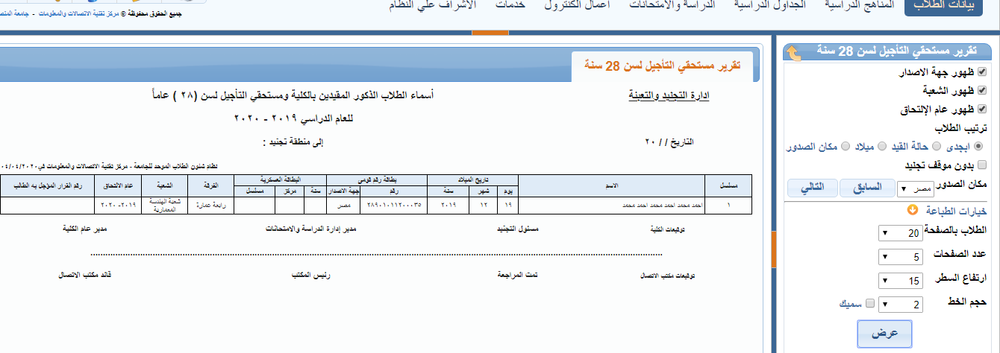 بيانات الطلاب المناهج الدراسية الجداول الدراسية الدراسة والامتحانات اعمال الكنترول خدمات الاشراف علي النظام
جميع الحقوق محفوظة © مركز تقنية الاتصالات والمعلومات - جامعة
تقرير مستحقي التأجيل لسن 28 سنة
ظهور جهة الاصدار
ظهور الشعبة
ظهور عام الإلتحاق
ترتيب الطلاب
ابجدى حالة القيد ميلاد مكان الصدور
بدون موقف تجنيد
مكان الصدور مصر السابق التالي
خيارات الطباعة
الطلاب بالصفحة 20
عدد الصفحات 5
ارتفاع السطر 15
حجم الخط 2 سميك
عرض
تقرير مستحقي التأجيل لسن 28 سنة
ادارة التجنيد والتعبئة
أسماء الطلاب الذكور المقيدين بالكلية ومستحقي التأجيل لسن (٢٨ ) عاماً
للعام الدراسي ٢٠١٩ - ٢٠٢٠
التاريخ / / ٢٠
إلى منطقة تجنيد :
نظام شئون الطلاب الموحد للجامعة - مركز تقنية الاتصالات والمعلومات في٠٤/٠٤/٢٠٢٠
مسلسل الاسم تاريخ الميلاد بطاقة رقم قومي البطاقة العسكرية الفرقة الشعبة عام الالتحاق رقم القرار المؤجل به الطالب
يوم شهر سنة رقم جهة الاصدار سنة مركز مسلسل
١ احمد محمد احمد محمد احمد محمد ١٩ ١٢ ٢٠١٩ ٢٨٩٠١٠١١٢٠٠٠٣٥ مصر رابعة عمارة شعبة الهندسة المعمارية ٢٠١٩- ٢٠٢٠
توقيعات الكلية مسئول التجنيد مدير إدارة الدراسة والامتحانات مدير عام الكلية
توقيعات مكتب الاتصال تمت المراجعة رئيس المكتب قائد مكتب الاتصال